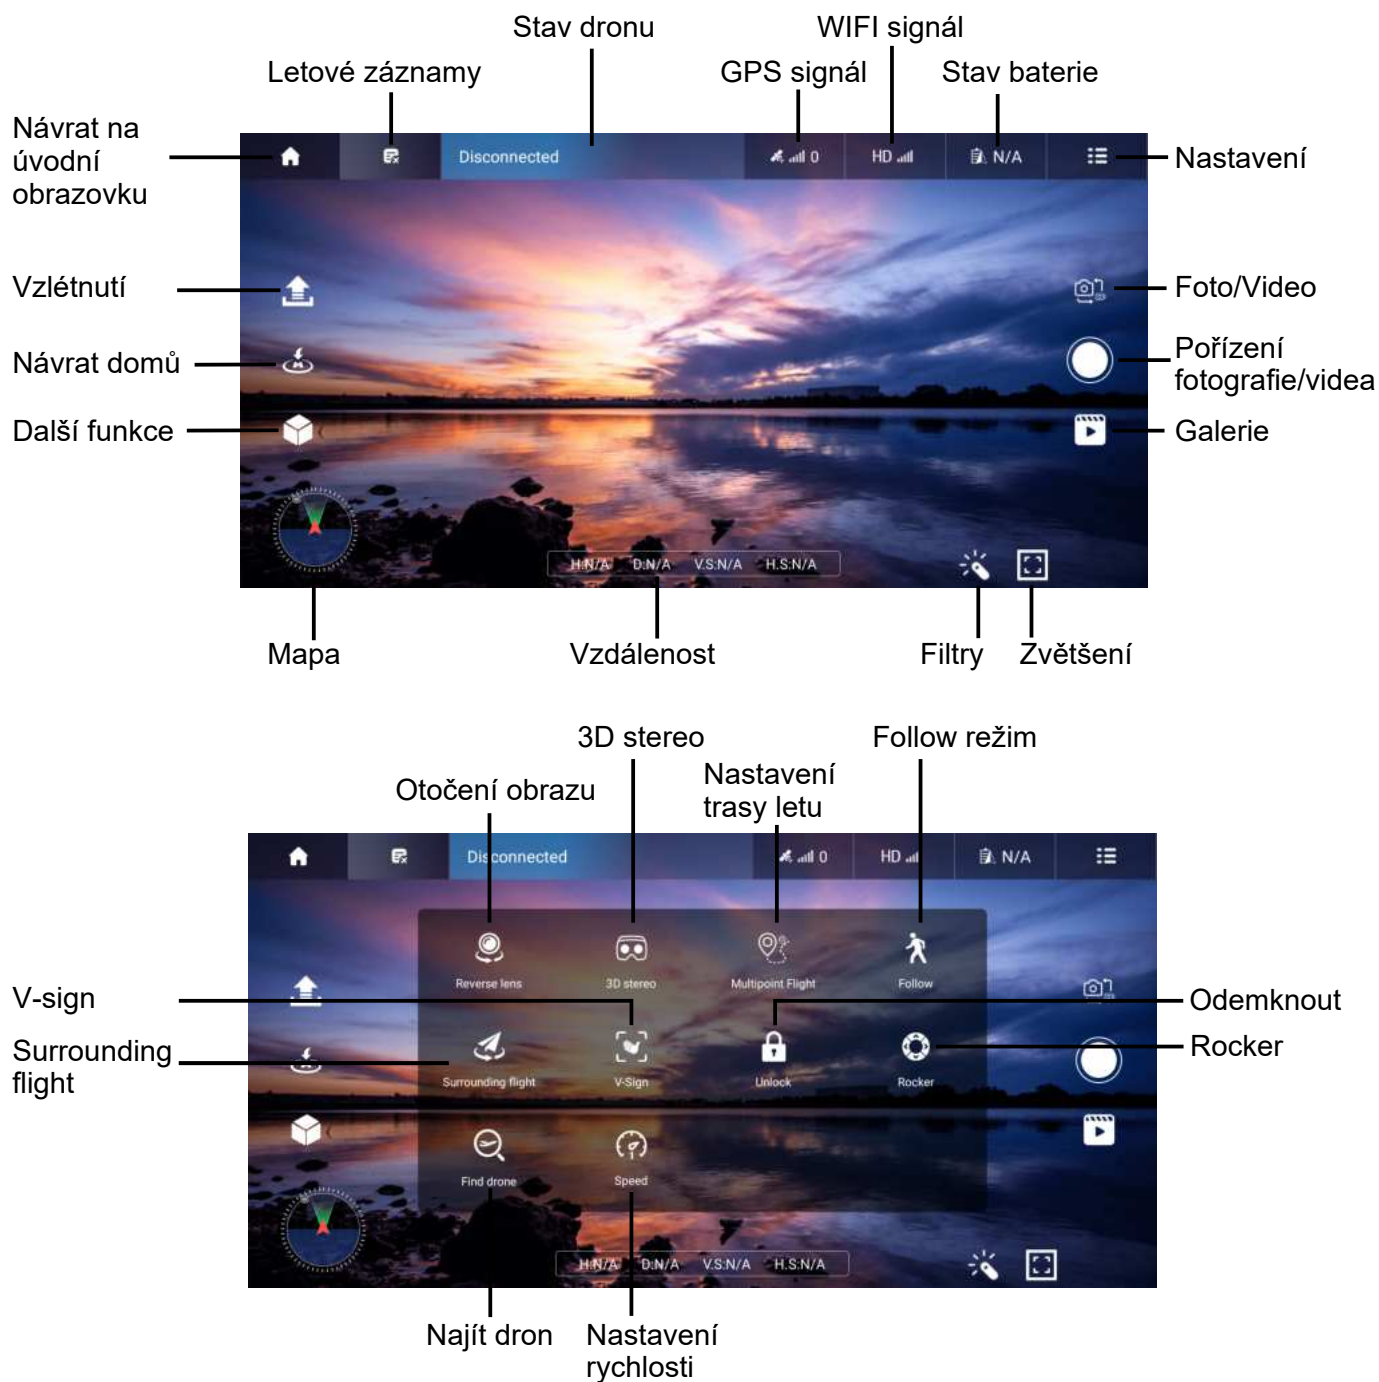 Stav dronu
WIFI signál
Letové záznamy
GPS signál
Stav baterie
Návrat na
úvodní
obrazovku
Disconnected
0
HD
N/A
Nastavení
Vzlétnutí
Foto/Video
Návrat domů
Pořízení
fotografie/videa
Další funkce
Galerie
H:N/A D:N/A V.S:N/A H.S:N/A
Mapa
Vzdálenost
Filtry
Zvětšení
3D stereo
Follow režim
Otočení obrazu
Nastavení
trasy letu
Disconnected
0
HD
N/A
Reverse lens
3D stereo
Multipoint Flight
Follow
V-sign
Odemknout
Surrounding
flight
Rocker
Surrounding flight
V-Sign
Unlock
Rocker
Find drone
Speed
H:N/A D:N/A V.S:N/A H.S:N/A
Najít dron
Nastavení
rychlosti